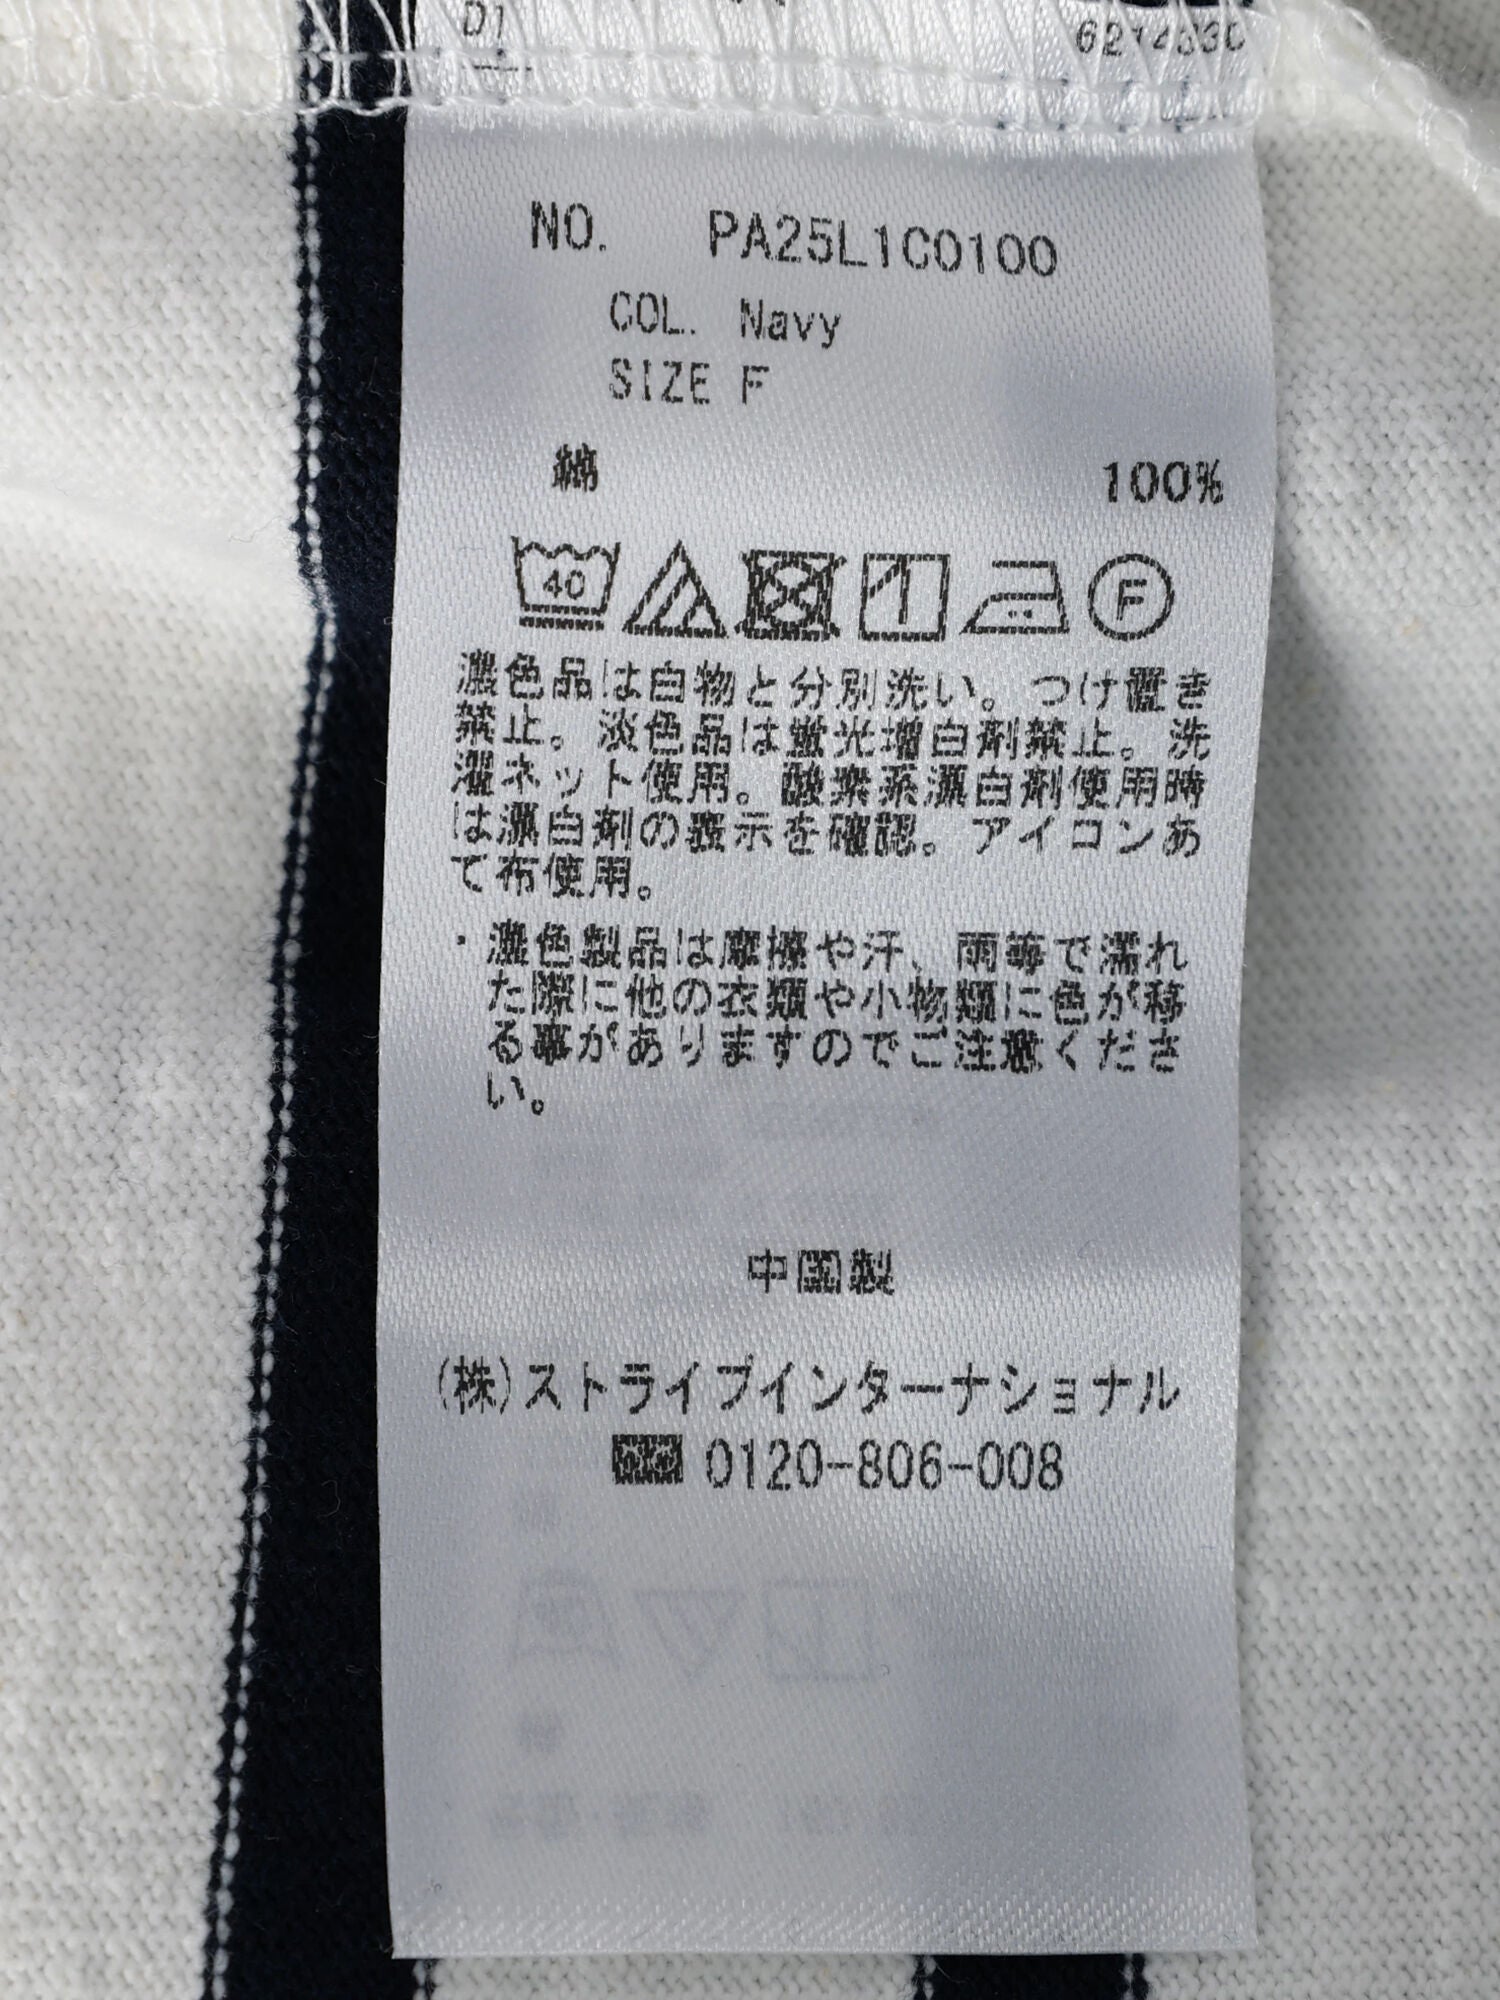 D1
NO. PA25L1C0100
COL. Navy
SIZE F
綿 100%
40
F
濃色品は白物と分別洗い。つけ置き
禁止。淡色品は蛍光増白剤禁止。洗
濯ネット使用。酸素系漂白剤使用時
は漂白剤の表示を確認。アイロンあ
て布使用。
・濃色製品は摩擦や汗、雨等で濡れ
た際に他の衣類や小物類に色が移
る事がありますのでご注意くださ
い。
中国製
(株)ストライプインターナショナル
0120-806-008